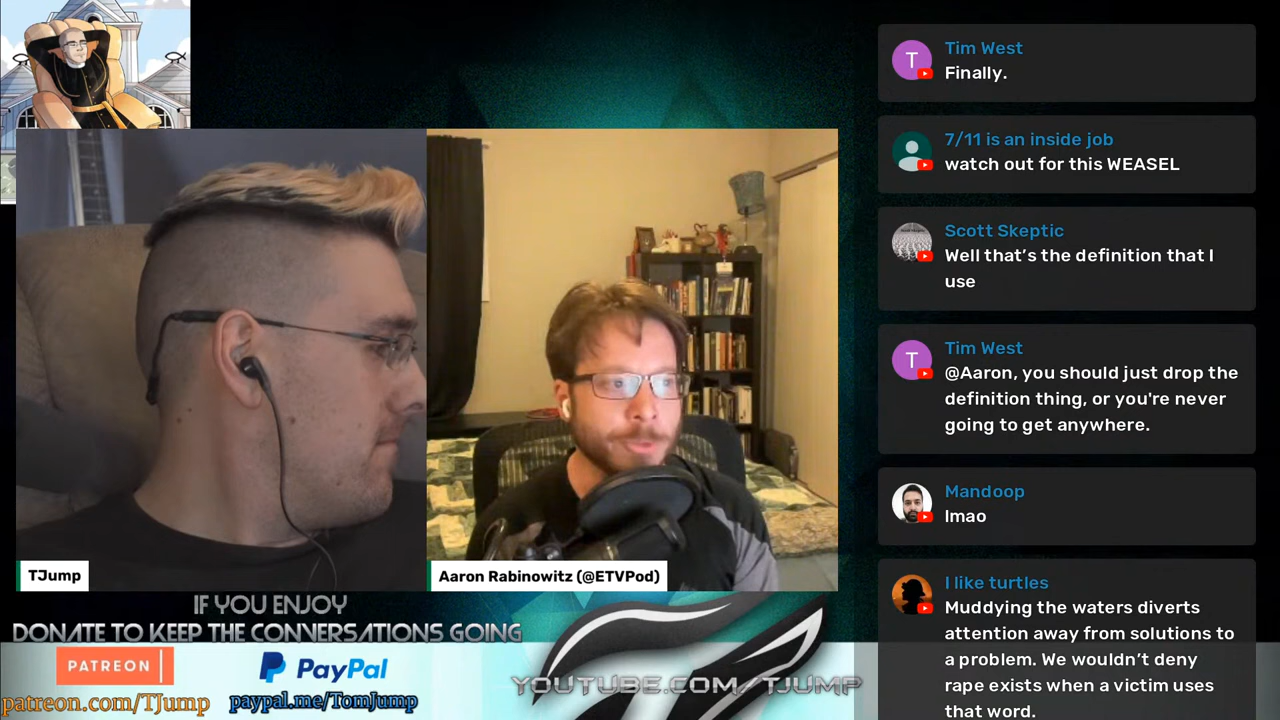 Tim West
Finally.
7/11 is an inside job
watch out for this WEASEL
Scott Skeptic
Well that's the definition that I
use
Tim West
@Aaron, you should just drop the
definition thing, or you're never
going to get anywhere.
Mandoop
lmao
I like turtles
Muddying the waters diverts
attention away from solutions to
a problem. We wouldn't deny
rape exists when a victim uses
that word.
TJump
Aaron Rabinowitz (@ETVPod)
IF YOU ENJOY
DONATE TO KEEP THE CONVERSATIONS GOING
PATREON
PayPal
patreon.com/TJump
paypal.me/TomJump
YOUTUBE.COM/TJUMP
T
T